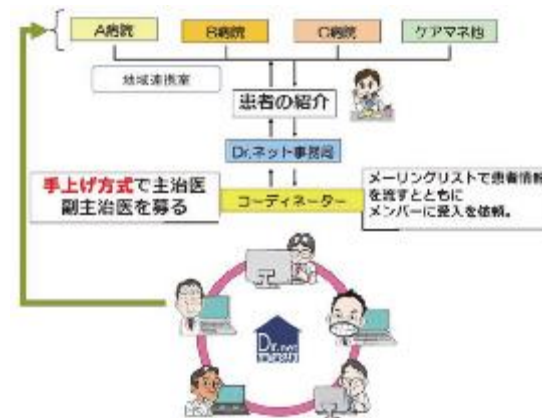 A病院
B病院
C病院
ケアマネ他
地域連携室
患者の紹介
Dr.ネット事務局
手上げ方式で主治医
副主治医を募る
コーディネーター
メーリングリストで患者情報
を流すとともに
メンバーに受入を依頼。
Dr.net